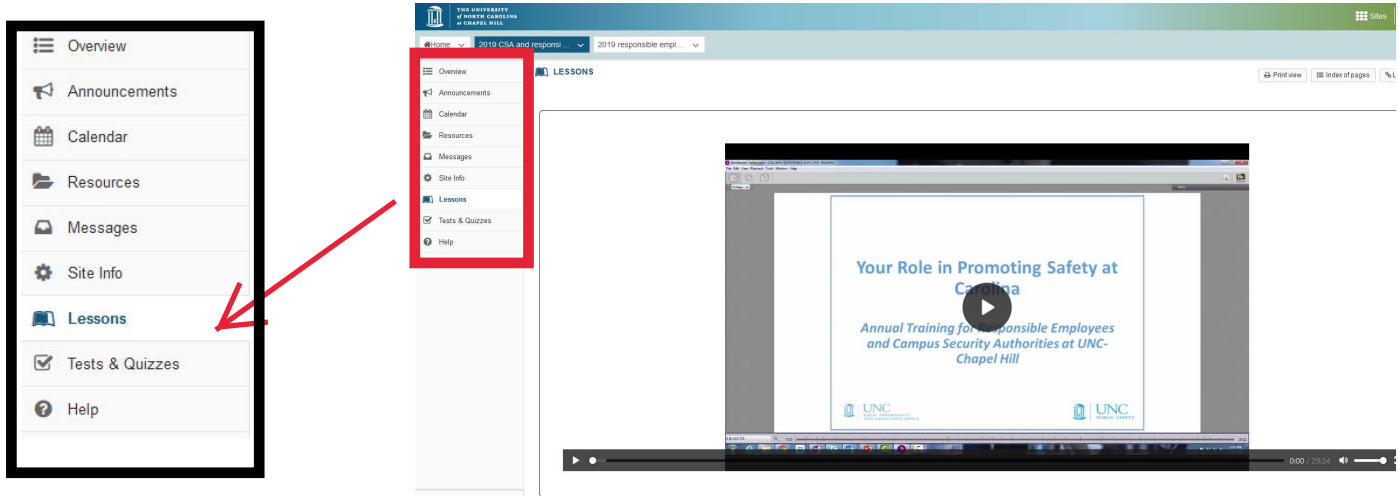 Overview
Announcements
Calendar
Resources
Messages
Site Info
Lessons
Tests & Quizzes
Help
THE UNIVERSITY
of NORTH CAROLINA
at CHAPEL HILL
Sites
Home
2019 CSA and responsi ...
2019 responsible empl ...
Overview
Announcements
Calendar
Resources
Messages
Site Info
Lessons
Tests & Quizzes
Help
LESSONS
Print view
Index of pages
Your Role in Promoting Safety at
Carolina
Annual Training for Responsible Employees
and Campus Security Authorities at UNC-
Chapel Hill
UNC
UNC
PUBLIC SAFETY
0:00 / 29:24